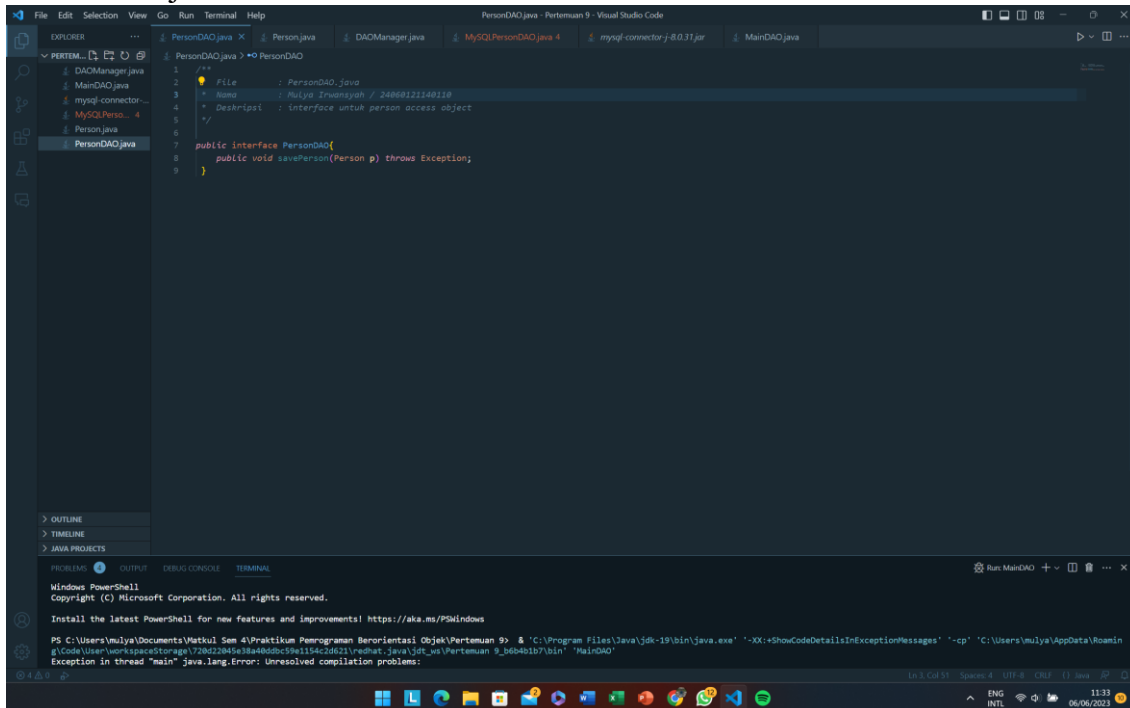 File Edit Selection View Go Run Terminal Help
PersonDAO.java - Pertemuan 9 - Visual Studio Code
EXPLORER
PersonDAO.java Person.java DAOManager.java MySQLPersonDAO.java 4 mysql-connector-j-8.0.31.jar MainDAO.java
PERTEM...
PersonDAO.java > PersonDAO
DAOManager.java
MainDAO.java
mysql-connector-...
MySQLPerso... 4
Person.java
PersonDAO.java
1 /**
2 File : PersonDAO.java
3 * Nama : Mulya Irwansyah / 24060121140110
4 * Deskripsi : interface untuk person access object
5 */
6
7 public interface PersonDAO{
8 public void savePerson(Person p) throws Exception;
9 }
OUTLINE
TIMELINE
JAVA PROJECTS
PROBLEMS 4 OUTPUT DEBUG CONSOLE TERMINAL
Run: MainDAO
Windows PowerShell
Copyright (C) Microsoft Corporation. All rights reserved.
Install the latest PowerShell for new features and improvements! https://aka.ms/PSWindows
PS C:\Users\mulya\Documents\Matkul Sem 4\Praktikum Pemrograman Berorientasi Objek\Pertemuan 9> & 'C:\Program Files\Java\jdk-19\bin\java.exe' '-XX:+ShowCodeDetailsInExceptionMessages' '-cp' 'C:\Users\mulya\AppData\Roamin
g\Code\User\workspaceStorage\720d22045e38a40ddbc59e1154c2d621\redhat.java\jdt_ws\Pertemuan 9_b6b4b1b7\bin' 'MainDAO'
Exception in thread "main" java.lang.Error: Unresolved compilation problems:
4 0
Ln 3, Col 51 Spaces: 4 UTF-8 CRLF {} Java
ENG
INTL
11:33
06/06/2023